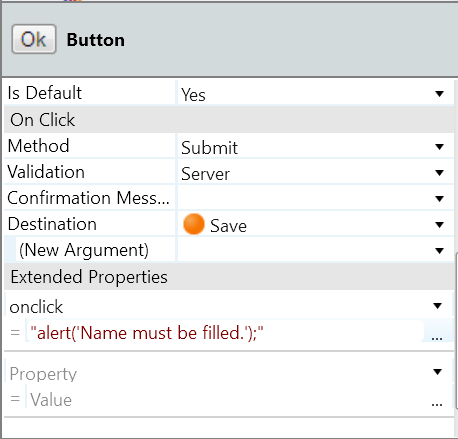 Ok Button
Is Default Yes
On Click
Method Submit
Validation Server
Confirmation Mess...
Destination Save
(New Argument)
Extended Properties
onclick
= "alert('Name must be filled.');" ...
Property
= Value ...